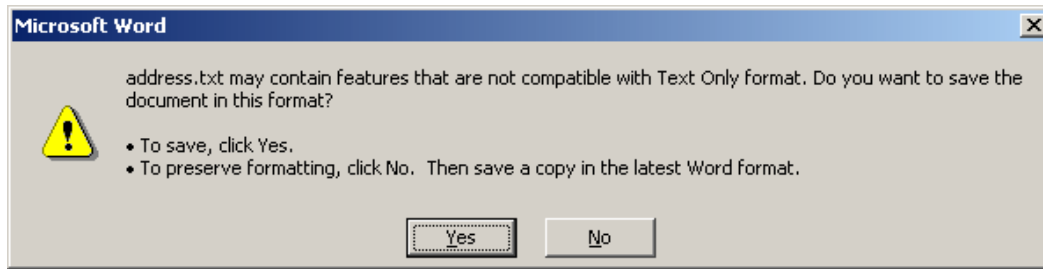 Microsoft Word
address.txt may contain features that are not compatible with Text Only format. Do you want to save the
document in this format?
• To save, click Yes.
• To preserve formatting, click No.  Then save a copy in the latest Word format.
Yes
No